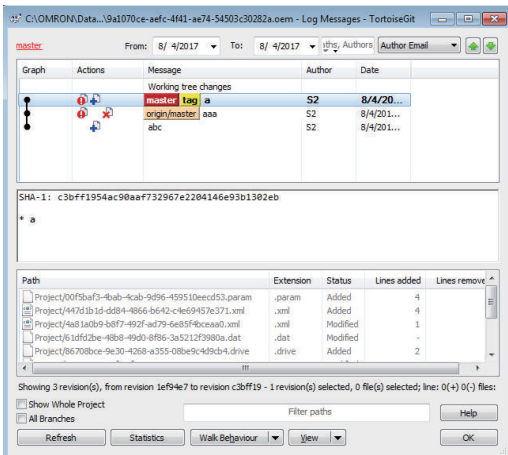 C:\OMRON\Data\...\9a1070ce-aefc-4f41-ae74-54503c30282a.oem - Log Messages - TortoiseGit
master From: 8/ 4/2017 To: 8/ 4/2017 Authors Author Email
Graph Actions Message Author Date
Working tree changes
master tag a S2 8/4/20...
origin/master aaa S2 8/4/201...
abc S2 8/4/201...
SHA-1: c3bff1954ac90aaf732967e2204146e93b1302eb
* a
Path Extension Status Lines added Lines remove
Project/00f5baf3-4bab-4cab-9d96-459510eecd53.param .param Added 4
Project/447d1b1d-dd84-4866-b642-c4e69457e371.xml .xml Added 4
Project/4a81a0b9-b8f7-492f-ad79-6e85f4bceaa0.xml .xml Modified 1
Project/61dfd2be-48b8-49d0-8f86-3a5212f3980a.dat .dat Modified -
Project/86708bce-9e30-4268-a355-08be9c4d9cb4.drive .drive Added 2
Showing 3 revision(s), from revision 1ef94e7 to revision c3bff19 - 1 revision(s) selected, 0 file(s) selected; line: 0(+) 0(-) files:
Show Whole Project
All Branches
Filter paths
Help
Refresh Statistics Walk Behaviour View OK